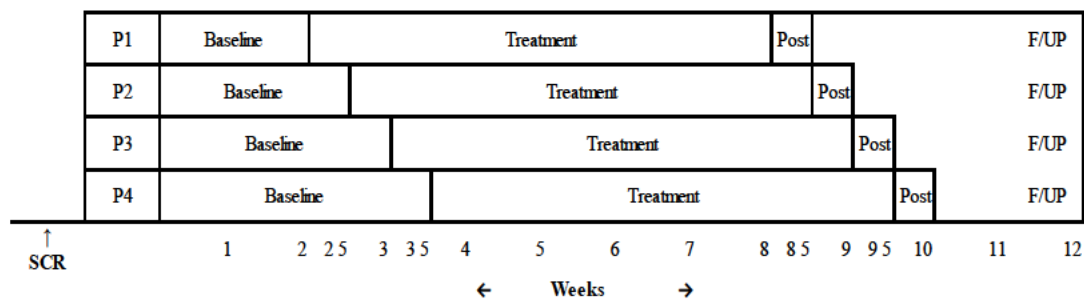 P1 Baseline Treatment Post F/UP
P2 Baseline Treatment Post F/UP
P3 Baseline Treatment Post F/UP
P4 Baseline Treatment Post F/UP
↑ 1 2 2 5 3 3 5 4 5 6 7 8 8 5 9 9 5 10 11 12
SCR
← Weeks →